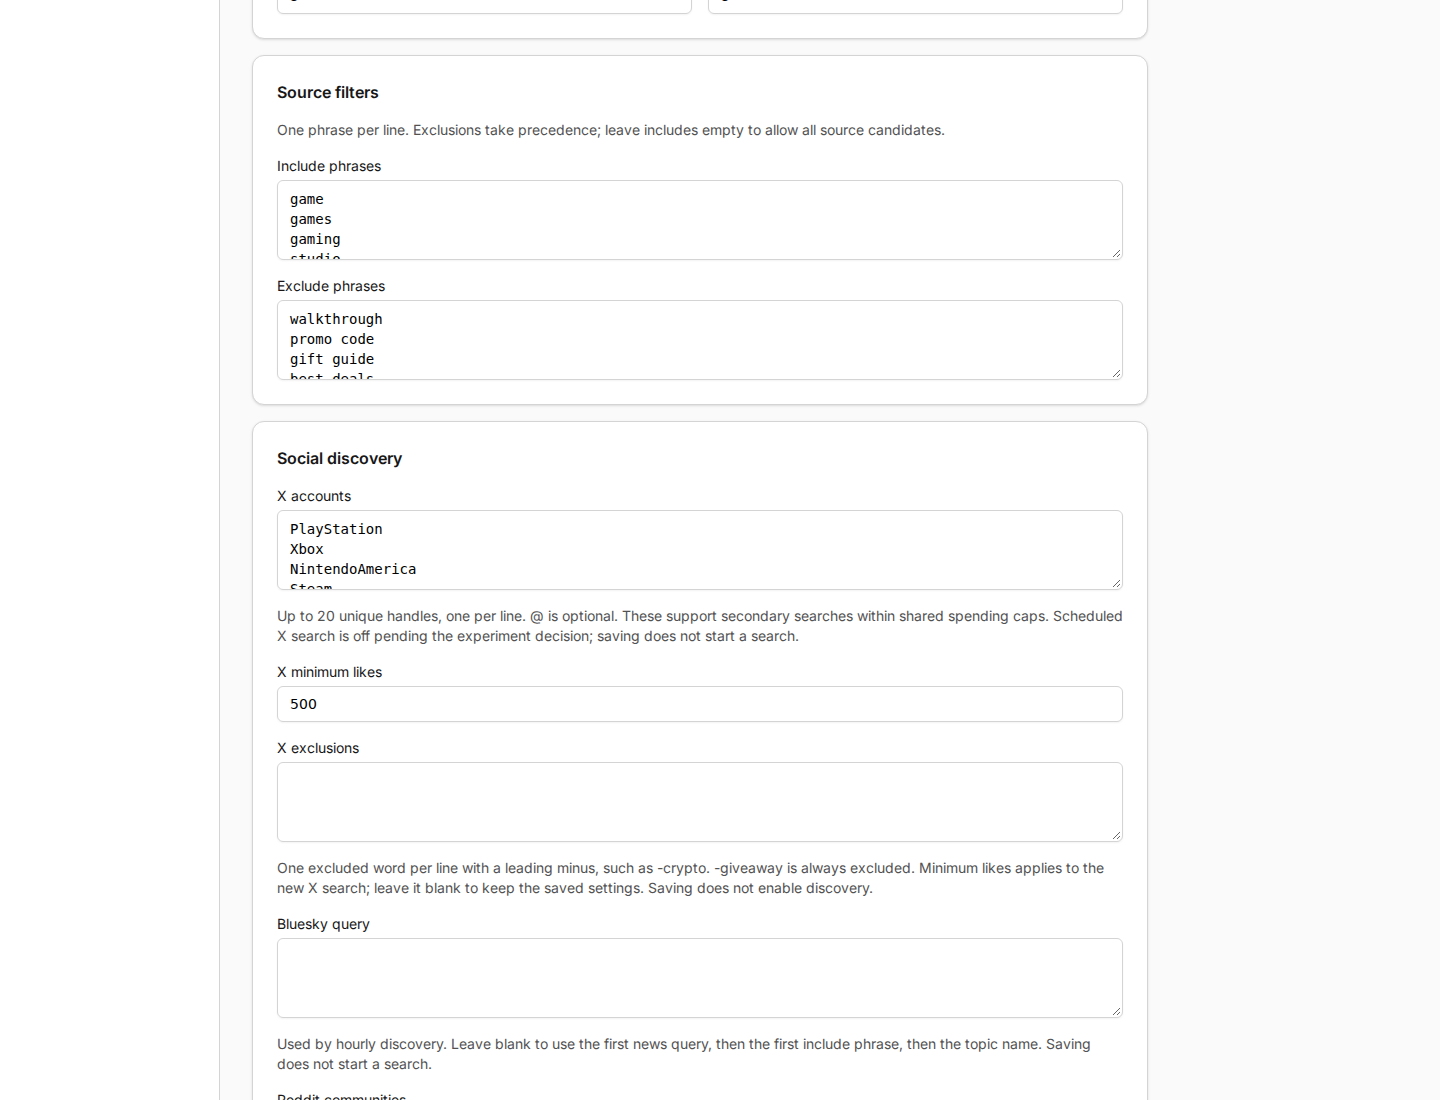 Source filters
One phrase per line. Exclusions take precedence; leave includes empty to allow all source candidates.
Include phrases
game
games
gaming
studio
Exclude phrases
walkthrough
promo code
gift guide
best deals
Social discovery
X accounts
PlayStation
Xbox
NintendoAmerica
Steam
Up to 20 unique handles, one per line. @ is optional. These support secondary searches within shared spending caps. Scheduled
X search is off pending the experiment decision; saving does not start a search.
X minimum likes
500
X exclusions
One excluded word per line with a leading minus, such as -crypto. -giveaway is always excluded. Minimum likes applies to the
new X search; leave it blank to keep the saved settings. Saving does not enable discovery.
Bluesky query
Used by hourly discovery. Leave blank to use the first news query, then the first include phrase, then the topic name. Saving
does not start a search.
Reddit communities